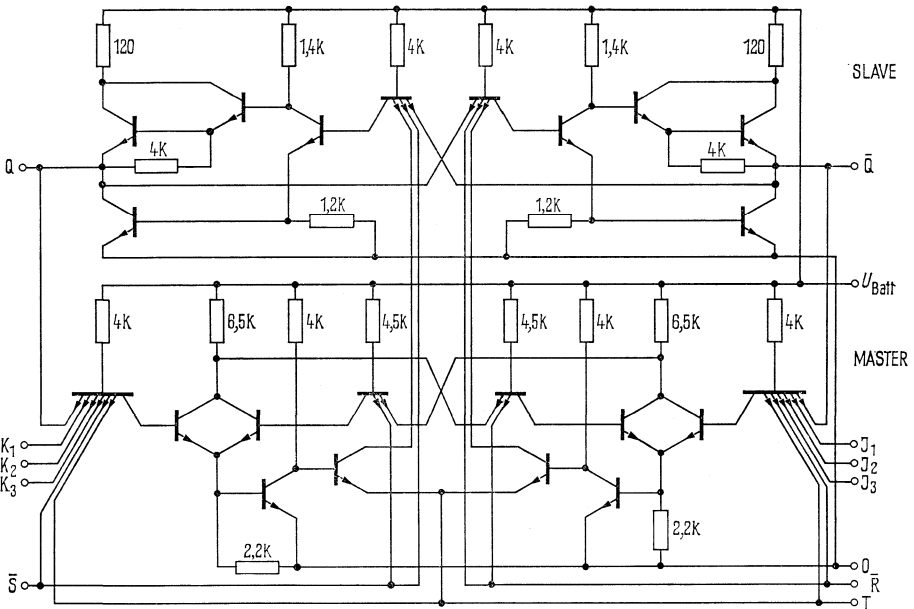 120 1,4K 4K 4K 1,4K 120
SLAVE
4K 4K
Q Q̅
1,2K 1,2K
U Batt
4K 6,5K 4K 4,5K 4,5K 4K 6,5K 4K
MASTER
K1 J1
K2 J2
K3 J3
2,2K
2,2K
0
S̅ R̅
T